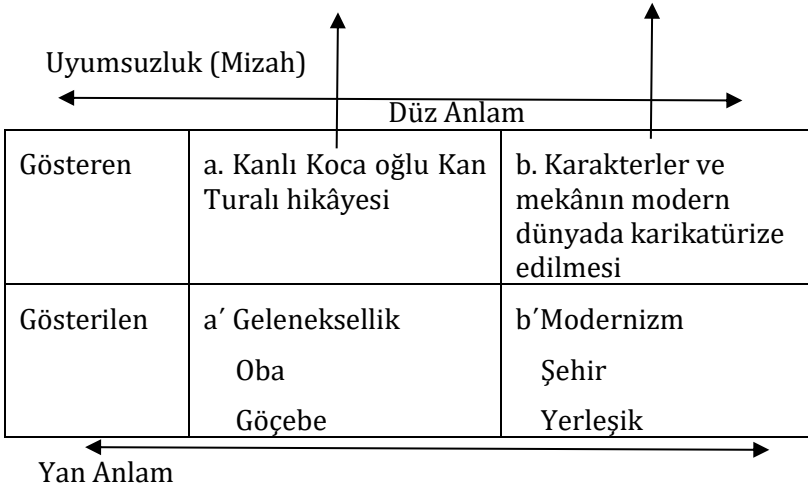 Uyumsuzluk (Mizah)
Düz Anlam
Gösteren
a. Kanlı Koca oğlu Kan
Turalı hikâyesi
b. Karakterler ve
mekânın modern
dünyada karikatürize
edilmesi
Gösterilen
a′ Geleneksellik
Oba
Göçebe
b′Modernizm
Şehir
Yerleşik
Yan Anlam